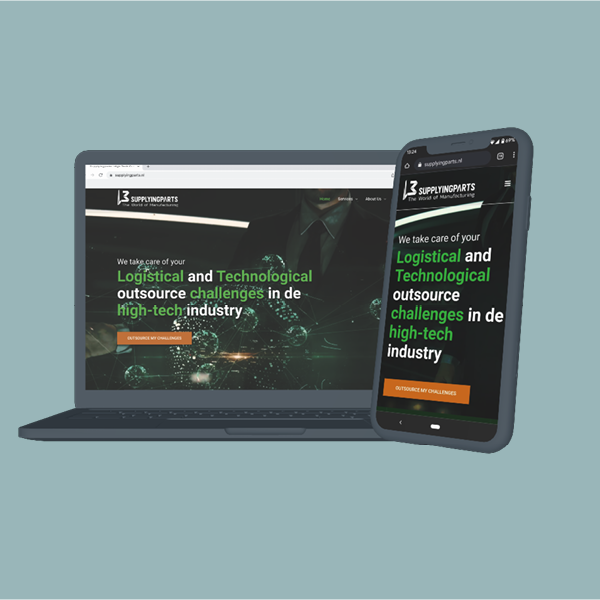 supplyingparts.nl
SUPPLYINGPARTS
The World of Manufacturing
Home Services About Us
We take care of your
Logistical and Technological
outsource challenges in de
high-tech industry
OUTSOURCE MY CHALLENGES
13:24 69%
supplyingparts.nl
SUPPLYINGPARTS
The World of Manufacturing
We take care of your
Logistical and
Technological
outsource
challenges in de
high-tech
industry
OUTSOURCE MY CHALLENGES